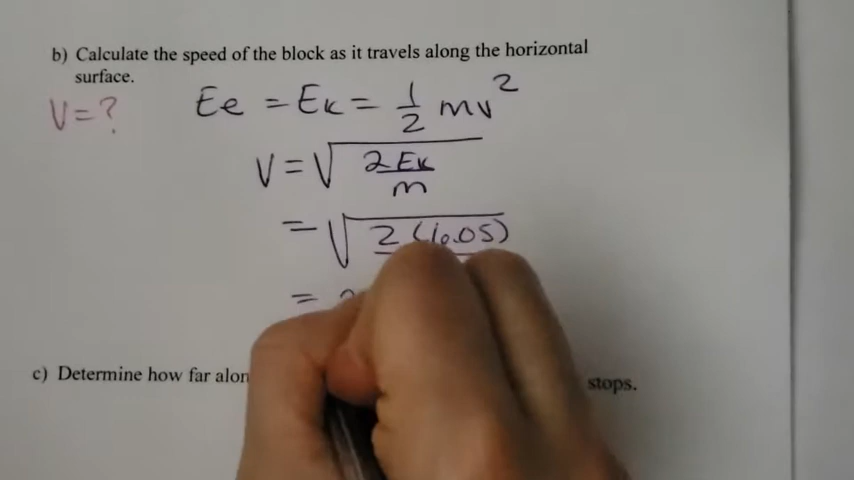 b) Calculate the speed of the block as it travels along the horizontal
surface.
V = ? Ee = Ek = 1/2 mv²
V = √(2Ek/m)
= √(2(6.05)
=
c) Determine how far alon stops.